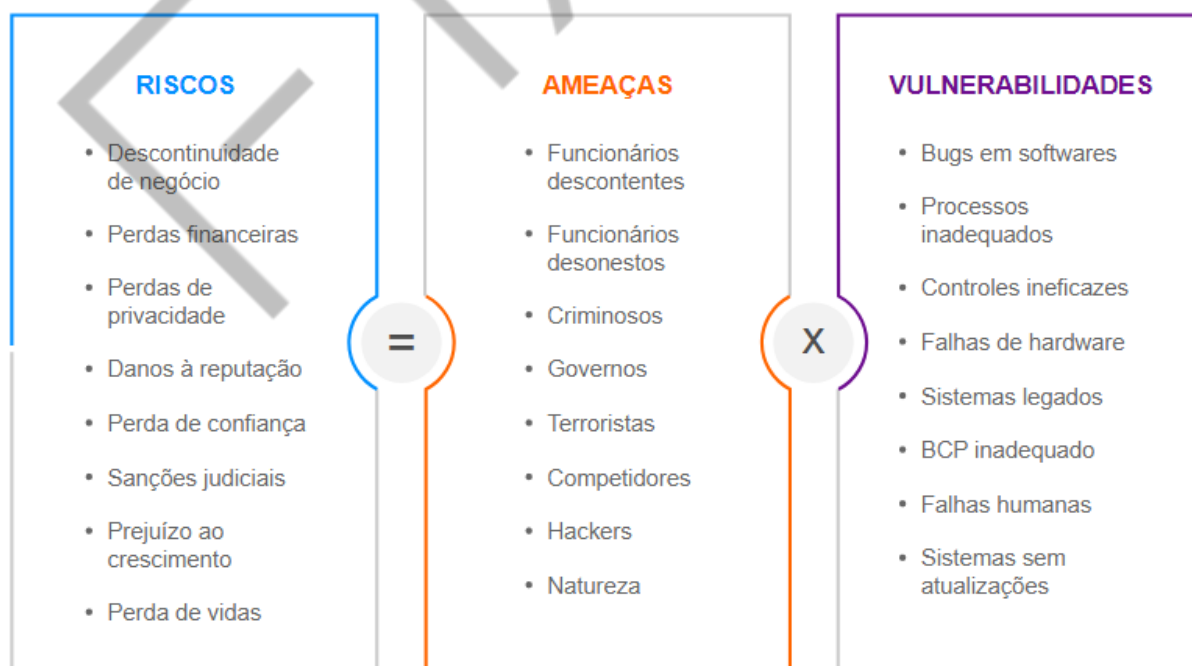 RISCOS
• Descontinuidade
de negócio
• Perdas financeiras
• Perdas de
privacidade
• Danos à reputação
• Perda de confiança
• Sanções judiciais
• Prejuízo ao
crescimento
• Perda de vidas
=
AMEAÇAS
• Funcionários
descontentes
• Funcionários
desonestos
• Criminosos
• Governos
• Terroristas
• Competidores
• Hackers
• Natureza
X
VULNERABILIDADES
• Bugs em softwares
• Processos
inadequados
• Controles ineficazes
• Falhas de hardware
• Sistemas legados
• BCP inadequado
• Falhas humanas
• Sistemas sem
atualizações